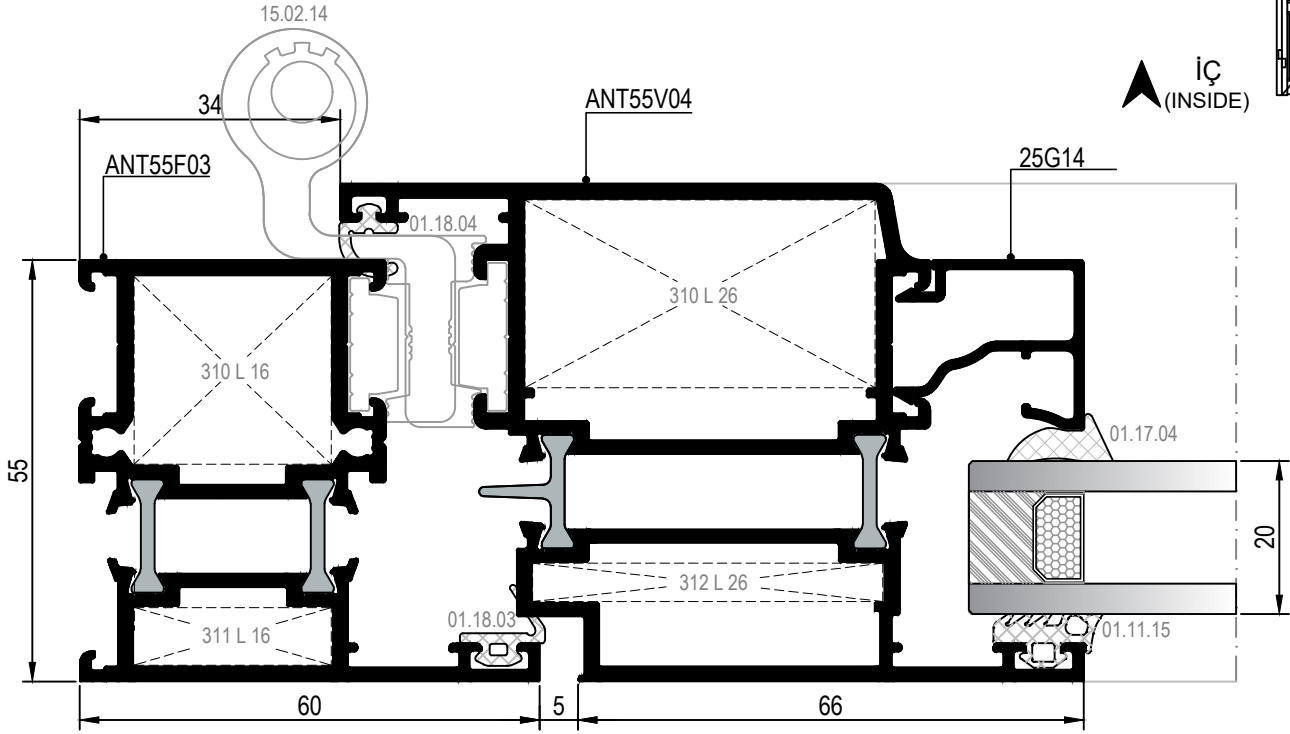 15.02.14
İÇ
(INSIDE)
34
ANT55V04
ANT55F03
25G14
01.18.04
310 L 26
310 L 16
01.17.04
55
20
312 L 26
01.18.03
311 L 16
01.11.15
60
5
66